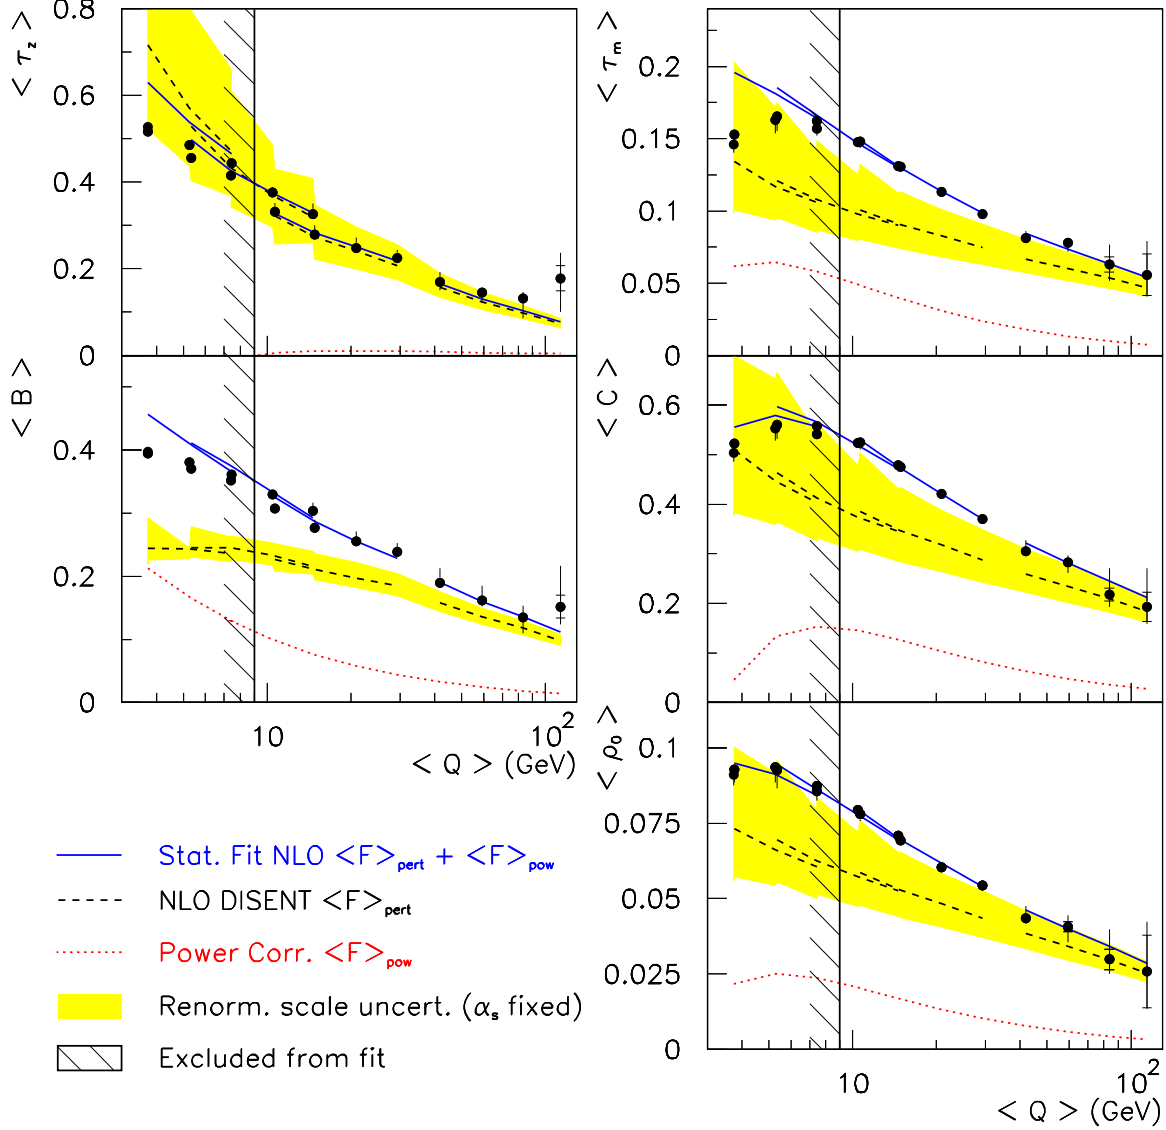 < τz >
0.8
0.6
0.4
0.2
0
< τm >
0.2
0.15
0.1
0.05
0
< B >
0.4
0.2
0
10
10²
< Q > (GeV)
< C >
0.6
0.4
0.2
0
< ρ0 >
0.1
0.075
0.05
0.025
0
10
10²
< Q > (GeV)
Stat. Fit NLO <F>pert + <F>pow
NLO DISENT <F>pert
Power Corr. <F>pow
Renorm. scale uncert. (αs fixed)
Excluded from fit